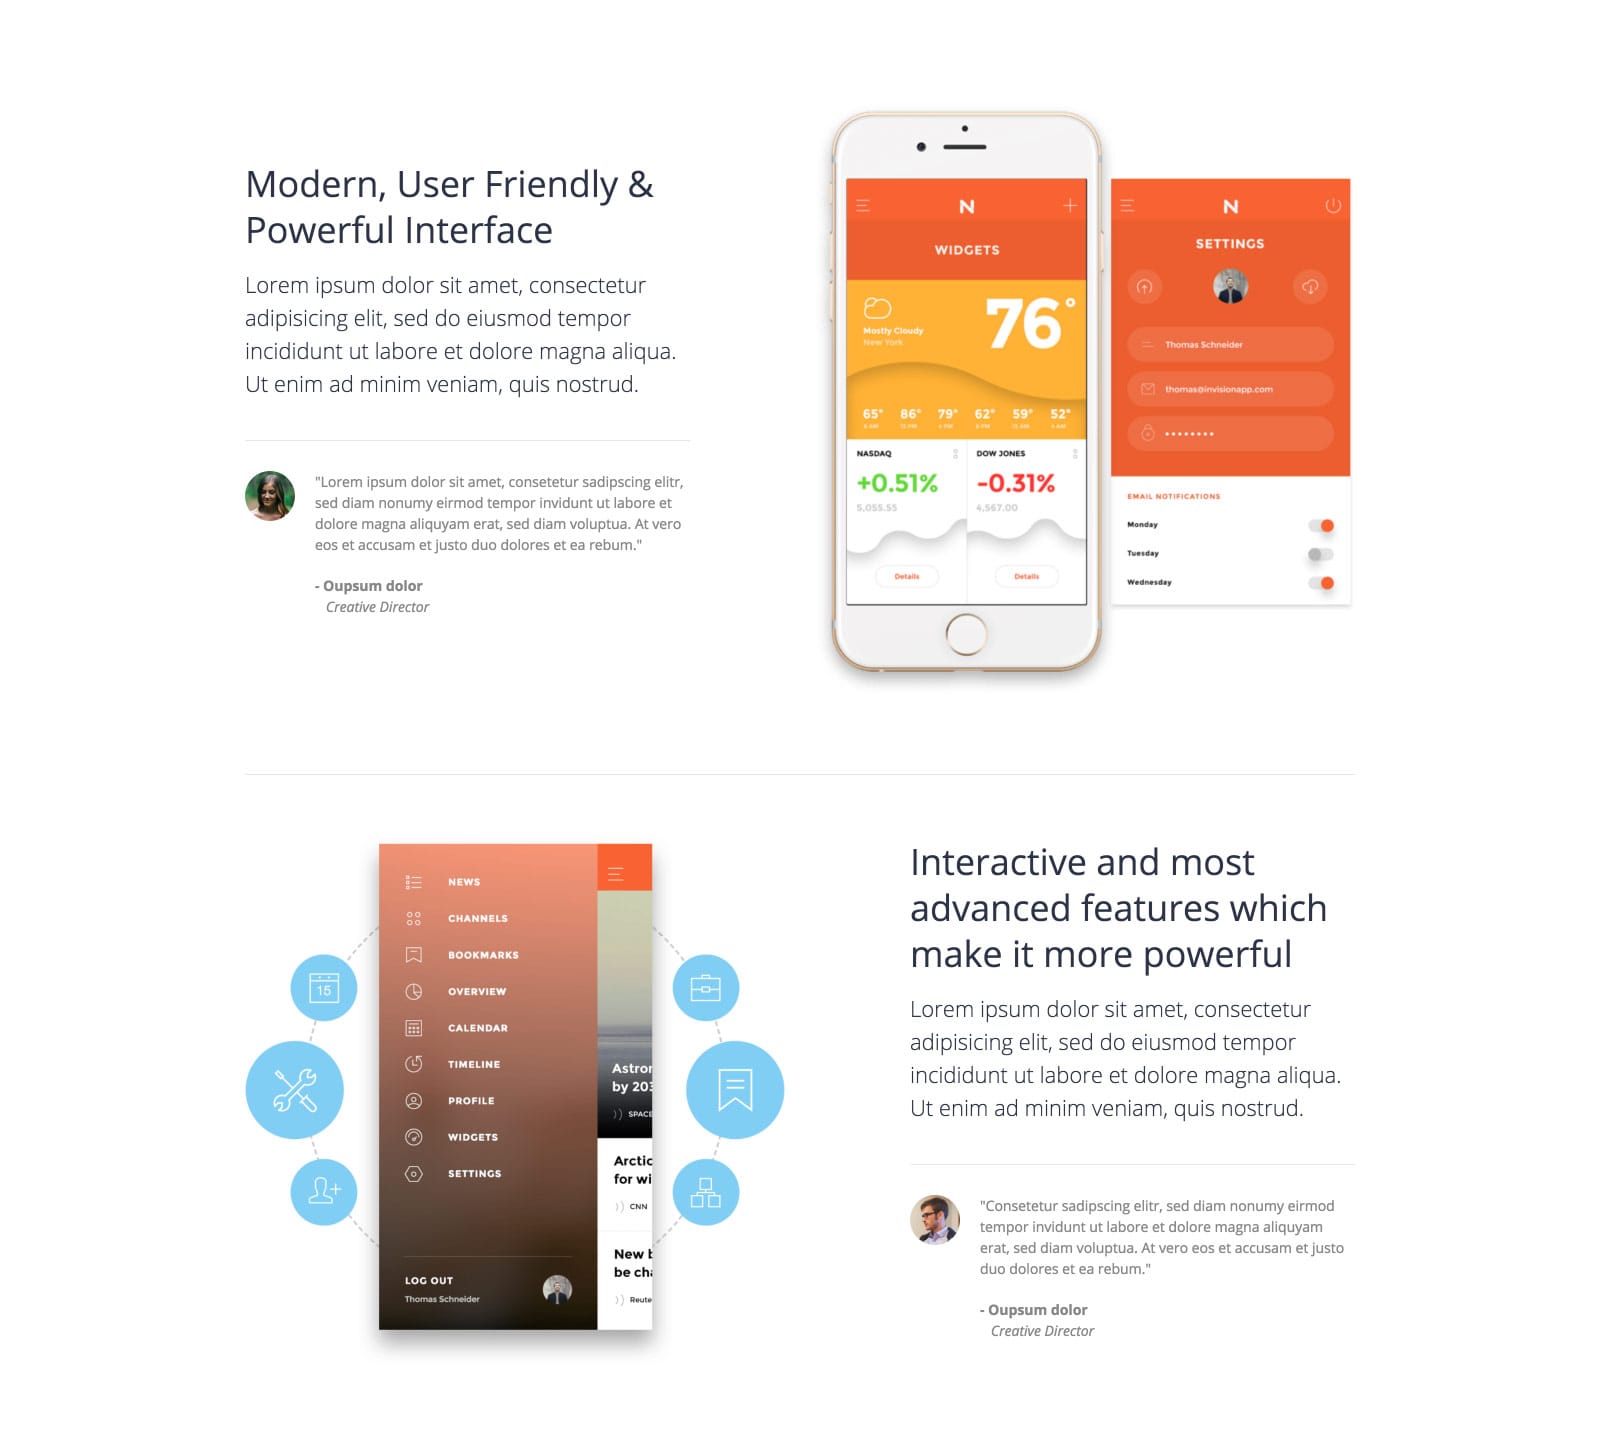 Modern, User Friendly &
Powerful Interface
Lorem ipsum dolor sit amet, consectetur
adipisicing elit, sed do eiusmod tempor
incididunt ut labore et dolore magna aliqua.
Ut enim ad minim veniam, quis nostrud.
"Lorem ipsum dolor sit amet, consetetur sadipscing elitr,
sed diam nonumy eirmod tempor invidunt ut labore et
dolore magna aliquyam erat, sed diam voluptua. At vero
eos et accusam et justo duo dolores et ea rebum."
- Oupsum dolor
Creative Director
N
WIDGETS
76°
Mostly Cloudy
New York
65° 86° 79° 62° 59° 52°
NASDAQ
+0.51%
5,055.55
Details
DOW JONES
-0.31%
4,567.00
Details
N
SETTINGS
Thomas Schneider
thomas@invisionapp.com
EMAIL NOTIFICATIONS
Monday
Tuesday
Wednesday
15
NEWS
CHANNELS
BOOKMARKS
OVERVIEW
CALENDAR
TIMELINE
PROFILE
WIDGETS
SETTINGS
LOG OUT
Thomas Schneider
Astror
by 203
SPACE
Arctic
for wi
CNN
New b
be cha
Reute
Interactive and most
advanced features which
make it more powerful
Lorem ipsum dolor sit amet, consectetur
adipisicing elit, sed do eiusmod tempor
incididunt ut labore et dolore magna aliqua.
Ut enim ad minim veniam, quis nostrud.
"Consetetur sadipscing elitr, sed diam nonumy eirmod
tempor invidunt ut labore et dolore magna aliquyam
erat, sed diam voluptua. At vero eos et accusam et justo
duo dolores et ea rebum."
- Oupsum dolor
Creative Director